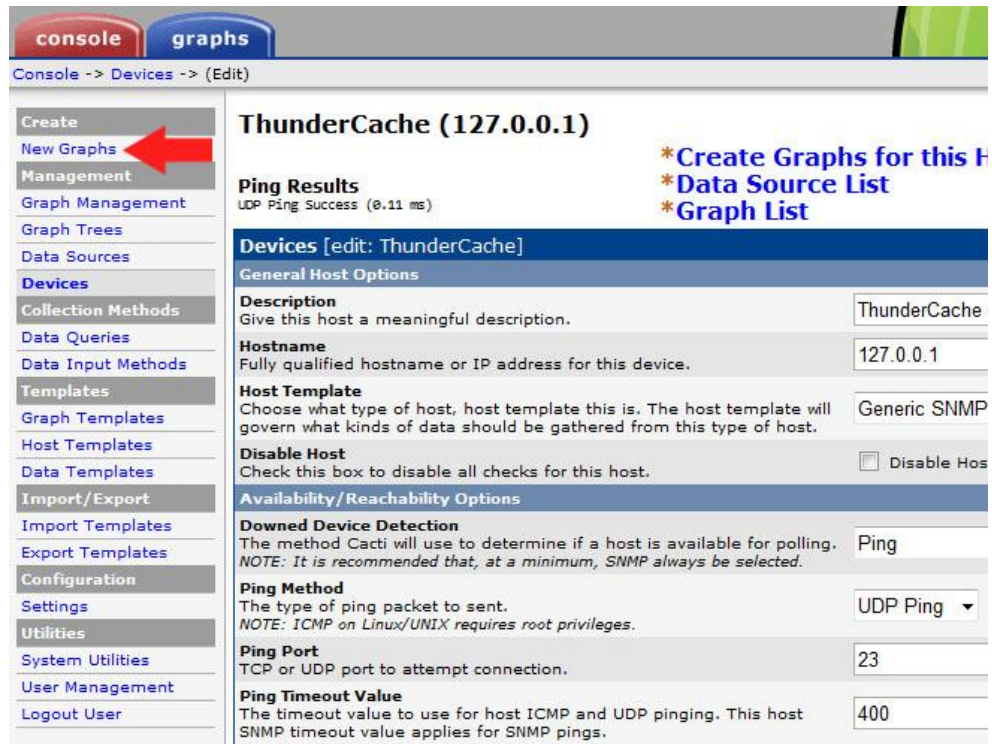 console graphs
Console -> Devices -> (Edit)
Create
New Graphs
Management
Graph Management
Graph Trees
Data Sources
Devices
Collection Methods
Data Queries
Data Input Methods
Templates
Graph Templates
Host Templates
Data Templates
Import/Export
Import Templates
Export Templates
Configuration
Settings
Utilities
System Utilities
User Management
Logout User
ThunderCache (127.0.0.1)
Ping Results
UDP Ping Success (0.11 ms)
*Create Graphs for this H
*Data Source List
*Graph List
Devices [edit: ThunderCache]
General Host Options
Description
Give this host a meaningful description.
ThunderCache
Hostname
Fully qualified hostname or IP address for this device.
127.0.0.1
Host Template
Choose what type of host, host template this is. The host template will
govern what kinds of data should be gathered from this type of host.
Generic SNMP
Disable Host
Check this box to disable all checks for this host.
Disable Hos
Availability/Reachability Options
Downed Device Detection
The method Cacti will use to determine if a host is available for polling.
NOTE: It is recommended that, at a minimum, SNMP always be selected.
Ping
Ping Method
The type of ping packet to sent.
NOTE: ICMP on Linux/UNIX requires root privileges.
UDP Ping
Ping Port
TCP or UDP port to attempt connection.
23
Ping Timeout Value
The timeout value to use for host ICMP and UDP pinging. This host
SNMP timeout value applies for SNMP pings.
400